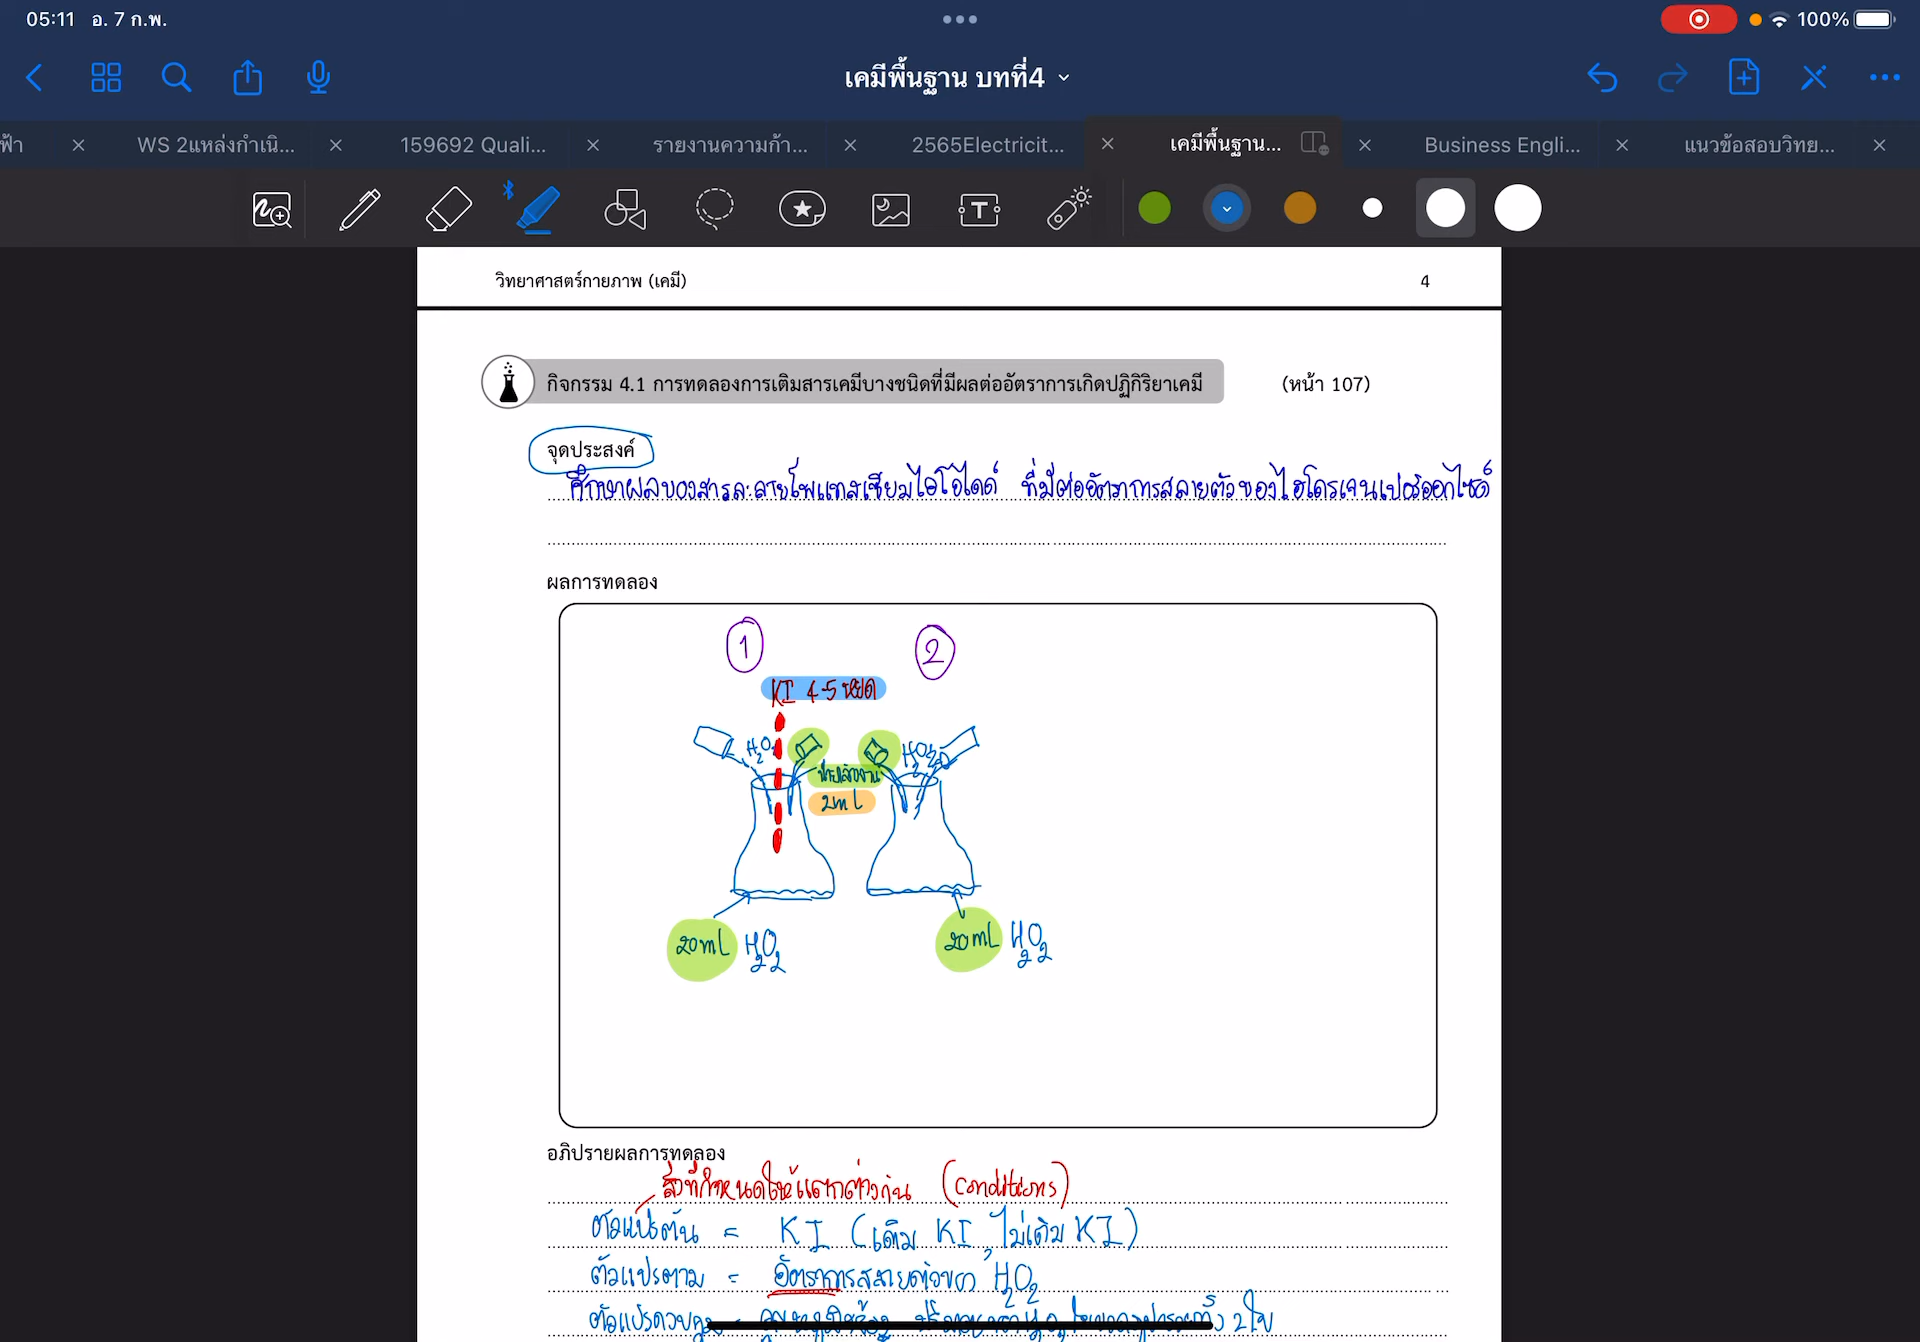 05:11 อ. 7 ก.พ.
100%
เคมีพื้นฐาน บทที่4
ฟ้า
WS 2แหล่งกำเนิ...
159692 Quali...
รายงานความก้า...
2565Electricit...
เคมีพื้นฐาน...
Business Engli...
แนวข้อสอบวิทย...
วิทยาศาสตร์กายภาพ (เคมี) 4
กิจกรรม 4.1 การทดลองการเติมสารเคมีบางชนิดที่มีผลต่ออัตราการเกิดปฏิกิริยาเคมี (หน้า 107)
จุดประสงค์
ศึกษาผลของสารละลายโพแทสเซียมไอโอไดด์ ที่มีต่ออัตราการสลายตัวของไฮโดรเจนเปอร์ออกไซด์
ผลการทดลอง
1 2
KI 4-5 หยด
H2O2 H2O2
น้ำยาล้างจาน
2ml
20ml H2O2 20ml H2O2
อภิปรายผลการทดลอง
สิ่งที่กำหนดให้แตกต่างกัน (conditions)
ตัวแปรต้น = KI (เติม KI, ไม่เติม KI)
ตัวแปรตาม = อัตราการสลายตัวของ H2O2
ตัวแปรควบคุม = ทั้ง 2 ใบ